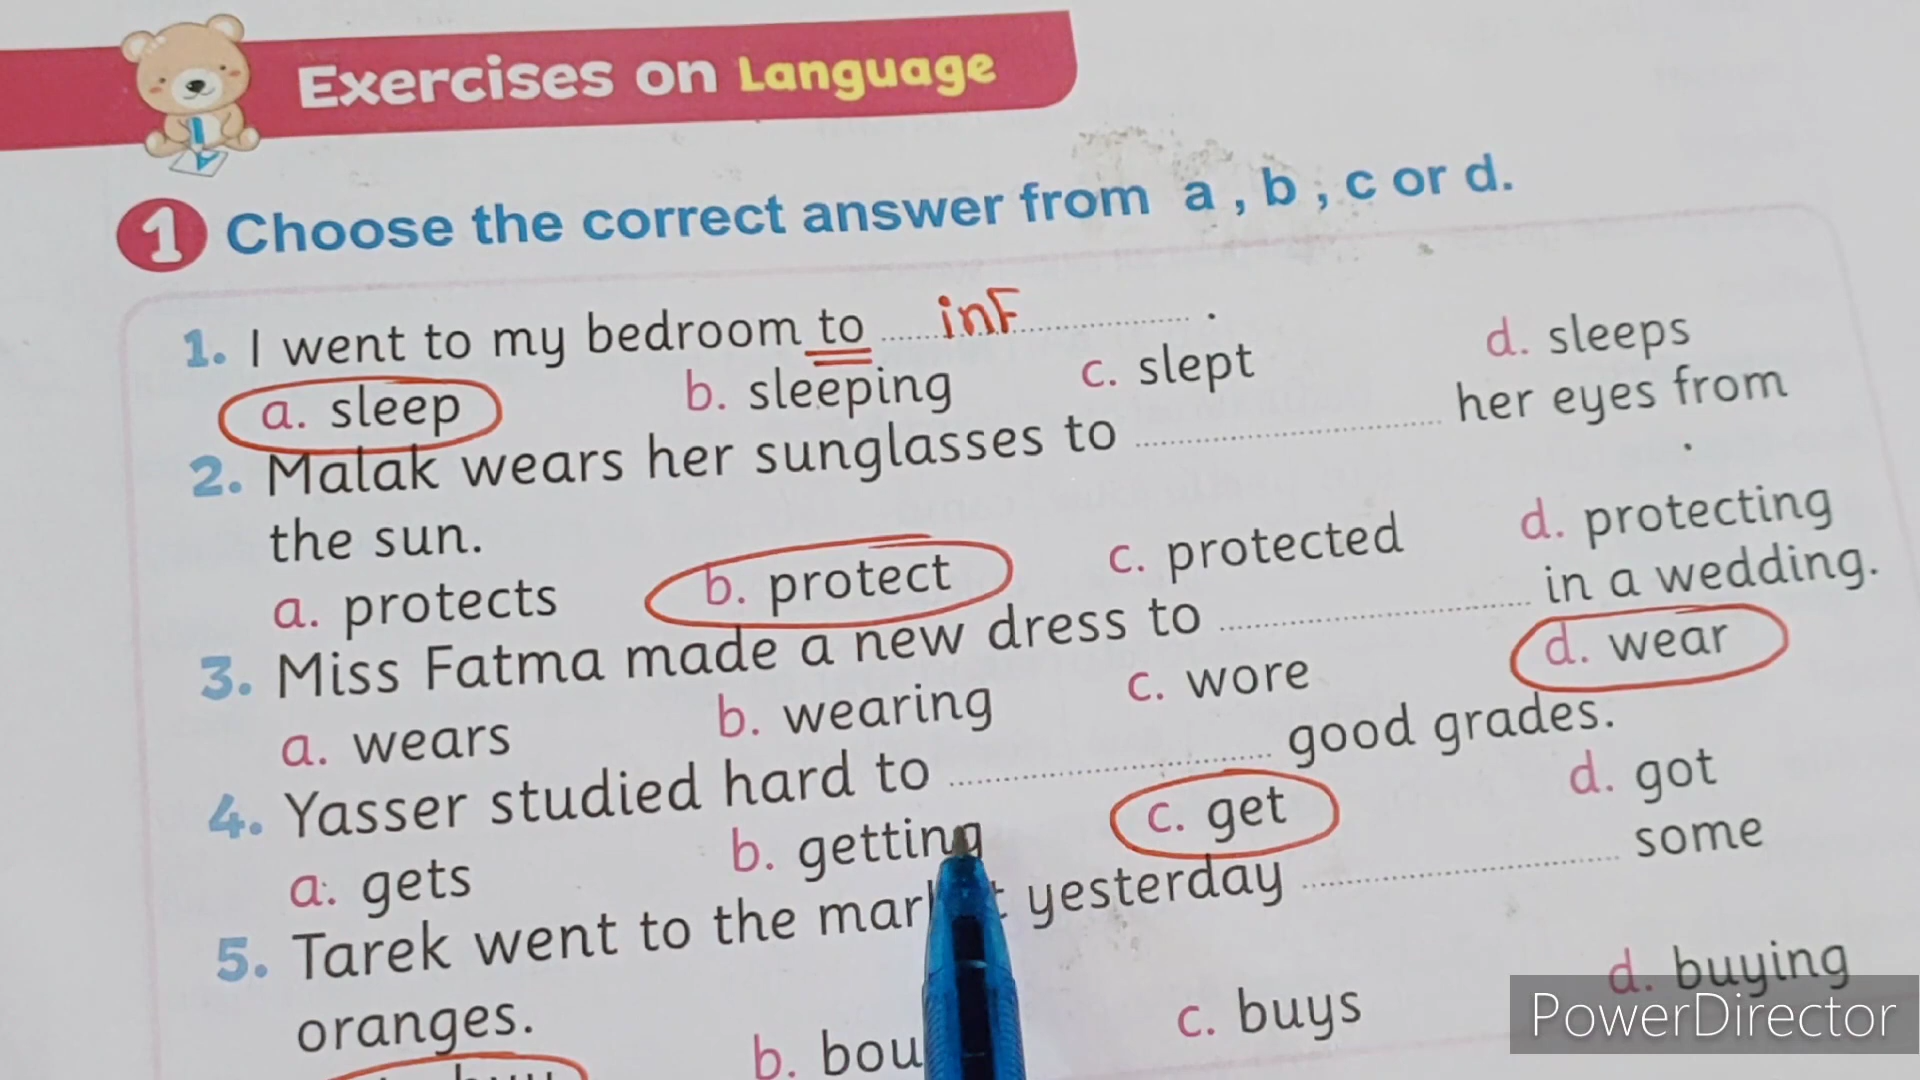 Exercises on Language
1 Choose the correct answer from a , b , c or d.
1. I went to my bedroom to ............ inF ............ .
a. sleep b. sleeping c. slept d. sleeps
2. Malak wears her sunglasses to ........................ her eyes from
the sun.
a. protects b. protect c. protected d. protecting
3. Miss Fatma made a new dress to ........................ in a wedding.
a. wears b. wearing c. wore d. wear
4. Yasser studied hard to ........................ good grades.
a. gets b. getting c. get d. got
5. Tarek went to the yesterday ........................ some
oranges.
b. c. buys d. buying
PowerDirector